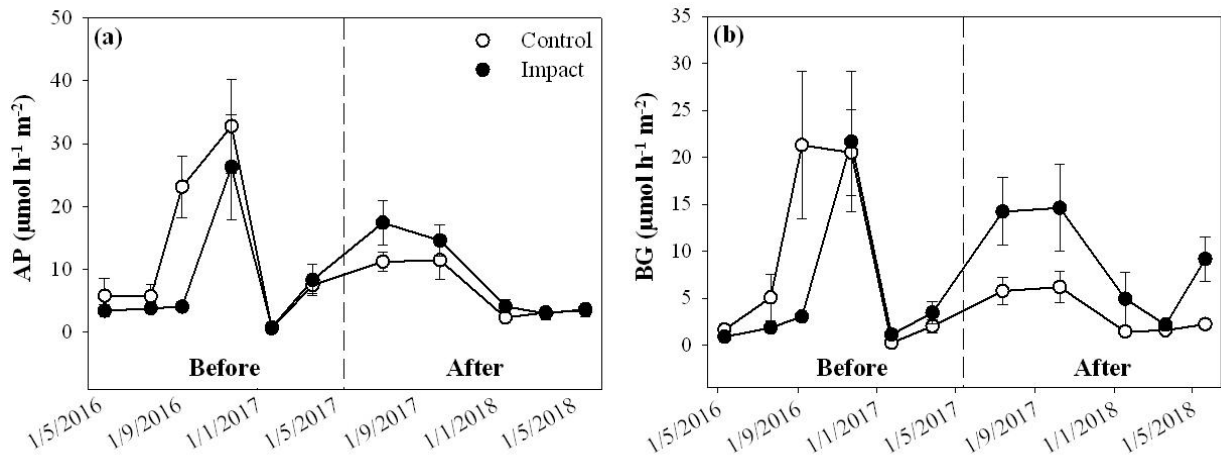 (a)
Control
Impact
AP (µmol h⁻¹ m⁻²)
50
40
30
20
10
0
Before
After
1/5/2016
1/9/2016
1/1/2017
1/5/2017
1/9/2017
1/1/2018
1/5/2018
(b)
BG (µmol h⁻¹ m⁻²)
35
30
25
20
15
10
5
0
Before
After
1/5/2016
1/9/2016
1/1/2017
1/5/2017
1/9/2017
1/1/2018
1/5/2018